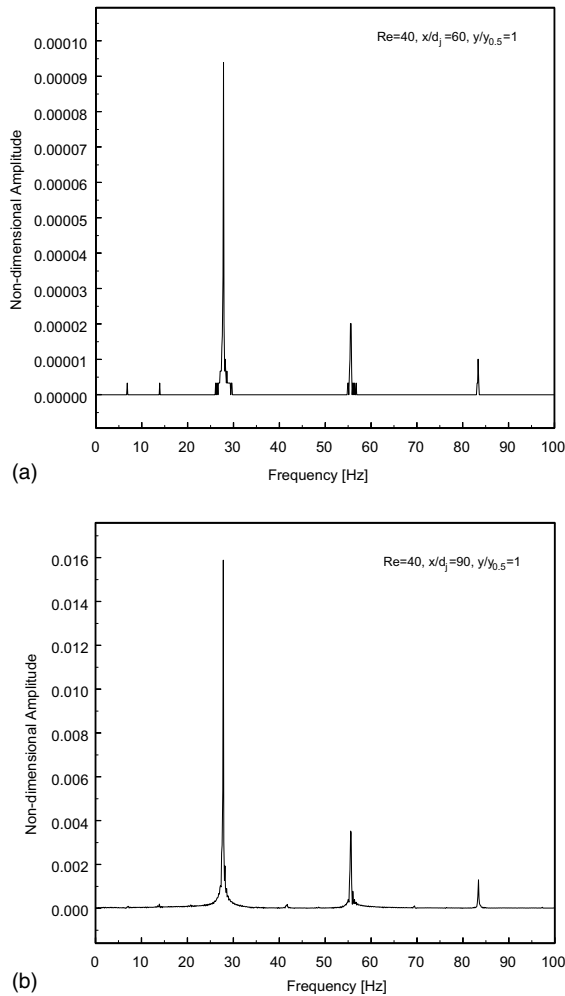 Re=40, x/dj=60, y/y0.5=1
Non-dimensional Amplitude
0.00010
0.00009
0.00008
0.00007
0.00006
0.00005
0.00004
0.00003
0.00002
0.00001
0.00000
0 10 20 30 40 50 60 70 80 90 100
Frequency [Hz]
(a)
Re=40, x/dj=90, y/y0.5=1
Non-dimensional Amplitude
0.016
0.014
0.012
0.010
0.008
0.006
0.004
0.002
0.000
0 10 20 30 40 50 60 70 80 90 100
Frequency [Hz]
(b)